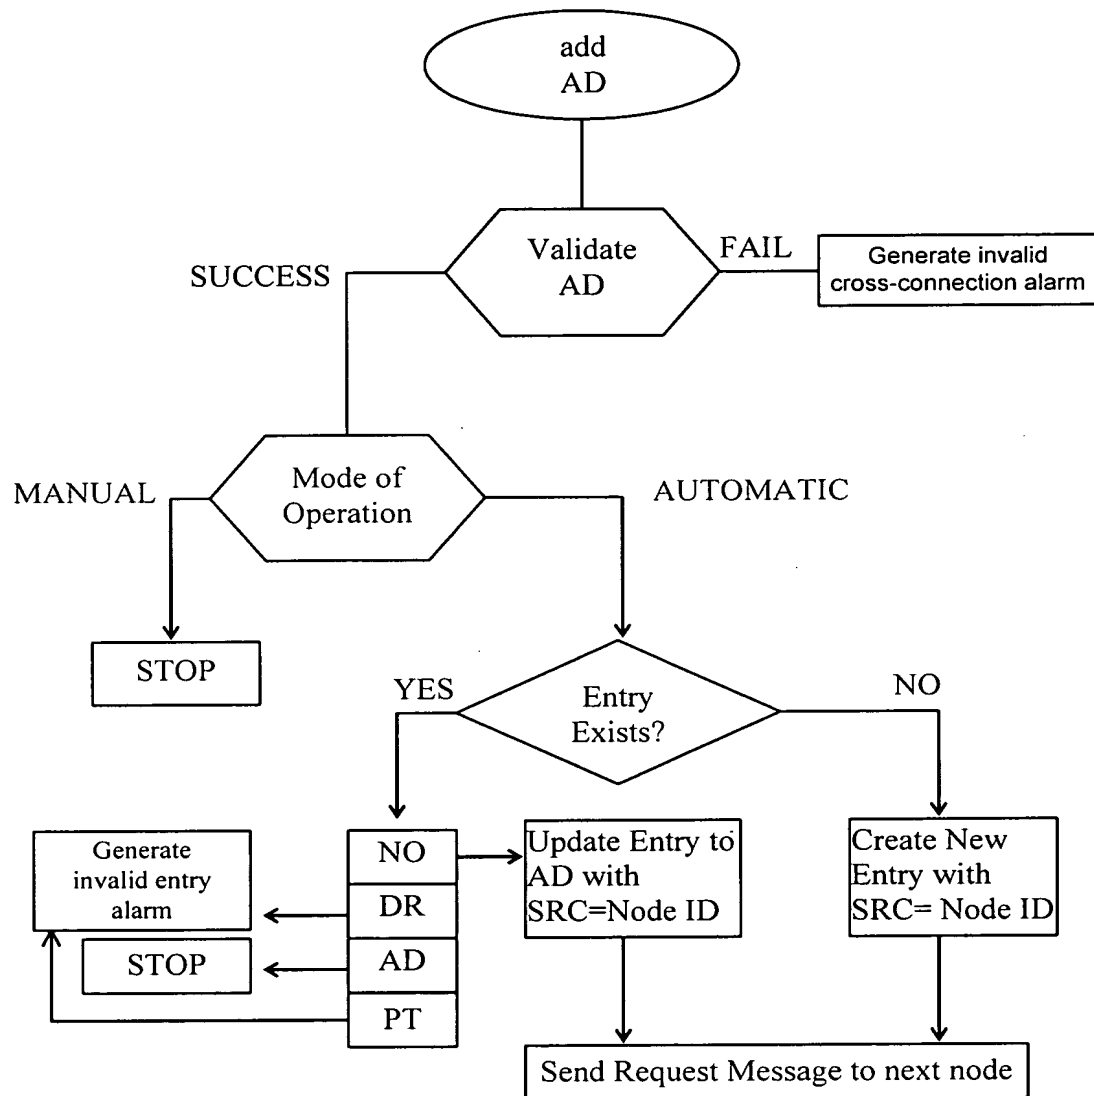 add
AD
Validate
AD
FAIL
Generate invalid
cross-connection alarm
SUCCESS
Mode of
Operation
MANUAL
AUTOMATIC
STOP
YES
Entry
Exists?
NO
Generate
invalid entry
alarm
NO
DR
AD
PT
STOP
Update Entry to
AD with
SRC=Node ID
Create New
Entry with
SRC= Node ID
Send Request Message to next node